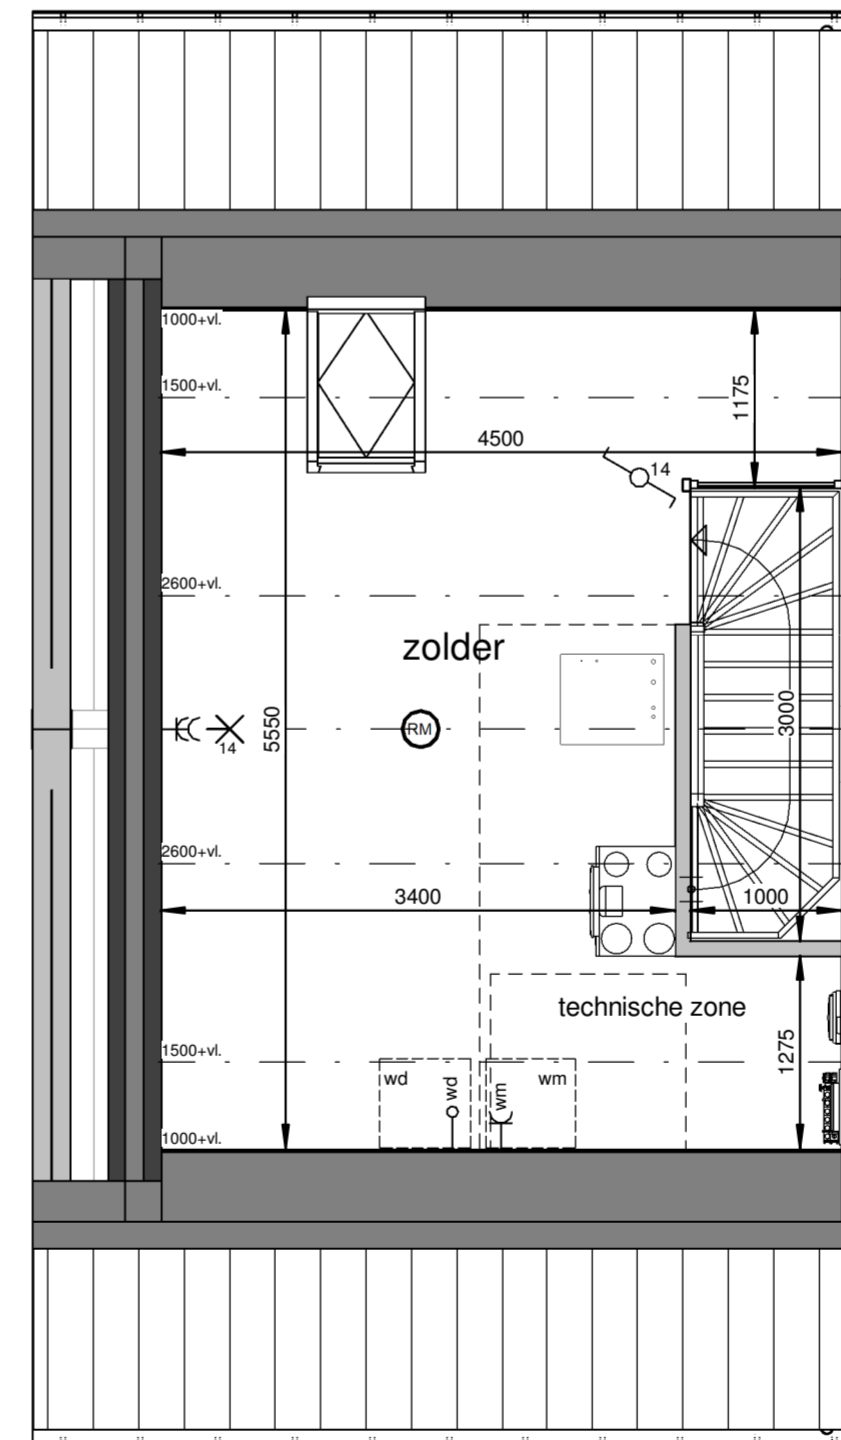 1000+vl.
1500+vl.
1175
4500
14
2600+vl.
zolder
5550
RM
3000
14
2600+vl.
3400
1000
technische zone
1275
1500+vl.
wd
wd
wm
wm
1000+vl.